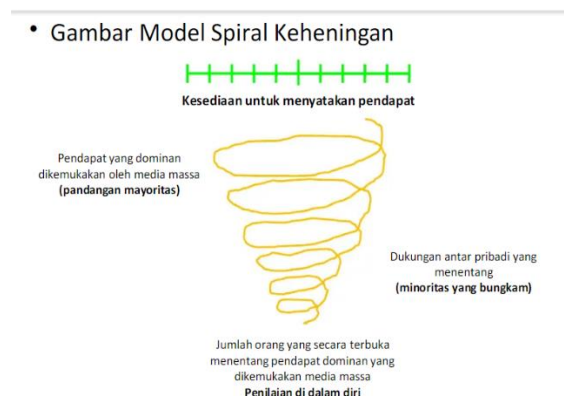 • Gambar Model Spiral Keheningan
Kesediaan untuk menyatakan pendapat
Pendapat yang dominan
dikemukakan oleh media massa
(pandangan mayoritas)
Dukungan antar pribadi yang
menentang
(minoritas yang bungkam)
Jumlah orang yang secara terbuka
menentang pendapat dominan yang
dikemukakan media massa
Penilaian di dalam diri